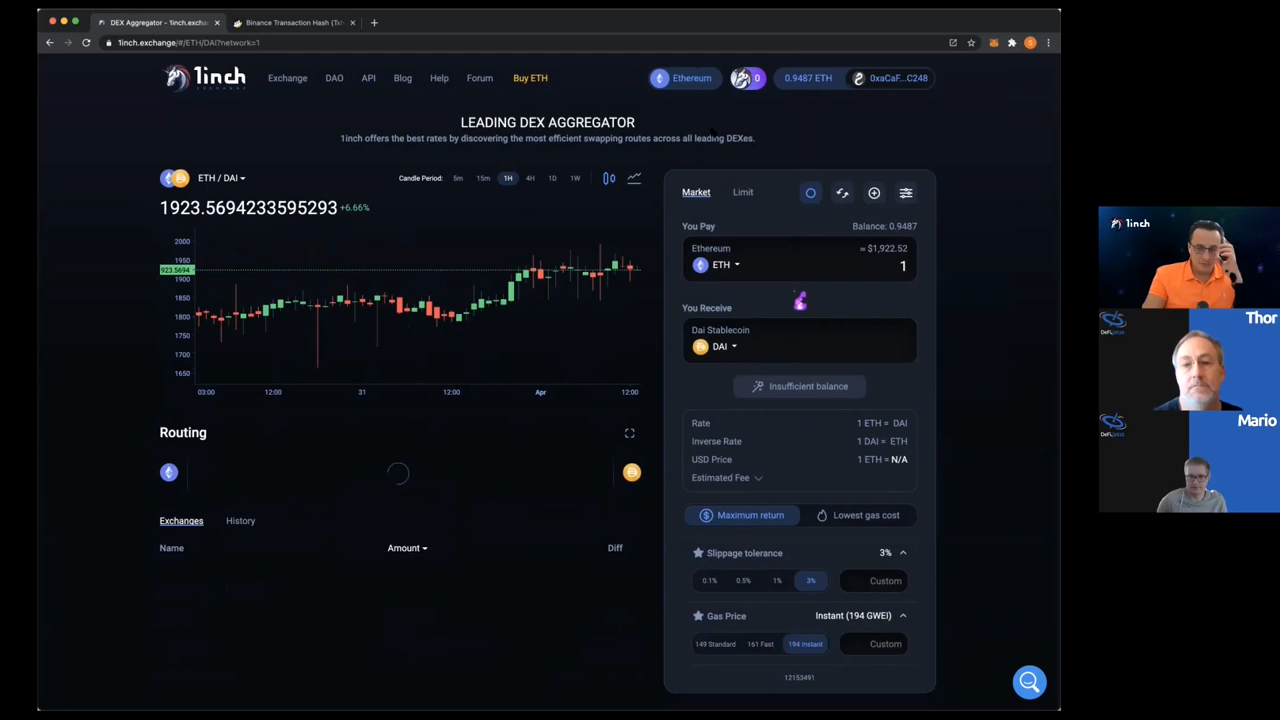 DEX Aggregator - 1inch.exchan
Binance Transaction Hash (Txh
1inch.exchange/#/ETH/DAI?network=1
S
1inch
EXCHANGE
Exchange
DAO
API
Blog
Help
Forum
Buy ETH
Ethereum
0
0.9487 ETH
0xaCaF...C248
LEADING DEX AGGREGATOR
1inch offers the best rates by discovering the most efficient swapping routes across all leading DEXes.
ETH / DAI
Candle Period:
5m
15m
1H
4H
1D
1W
1923.5694233595293 +6.66%
2000
1950
923.5694
1900
1850
1800
1750
1700
1650
03:00
12:00
31
12:00
Apr
12:00
Routing
Exchanges
History
Name
Amount
Diff
Market
Limit
You Pay
Balance: 0.9487
Ethereum
≈ $1,922.52
ETH
1
You Receive
Dai Stablecoin
DAI
Insufficient balance
Rate
1 ETH = DAI
Inverse Rate
1 DAI = ETH
USD Price
1 ETH = N/A
Estimated Fee
Maximum return
Lowest gas cost
Slippage tolerance
3%
0.1%
0.5%
1%
3%
Custom
Gas Price
Instant (194 GWEI)
149 Standard
161 Fast
194 Instant
Custom
12153491
1inch
Thor
DeFi.jetzt
Mario
DeFi.jetzt